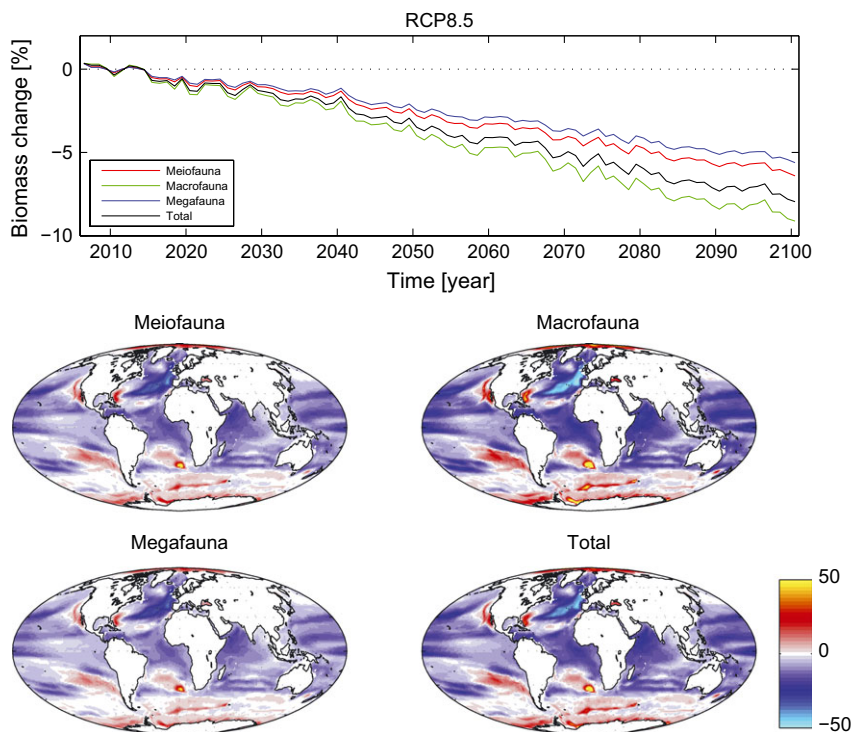 RCP8.5
Biomass change [%]
0
−5
−10
Meiofauna
Macrofauna
Megafauna
Total
2010 2020 2030 2040 2050 2060 2070 2080 2090 2100
Time [year]
Meiofauna Macrofauna
Megafauna Total
50
0
−50